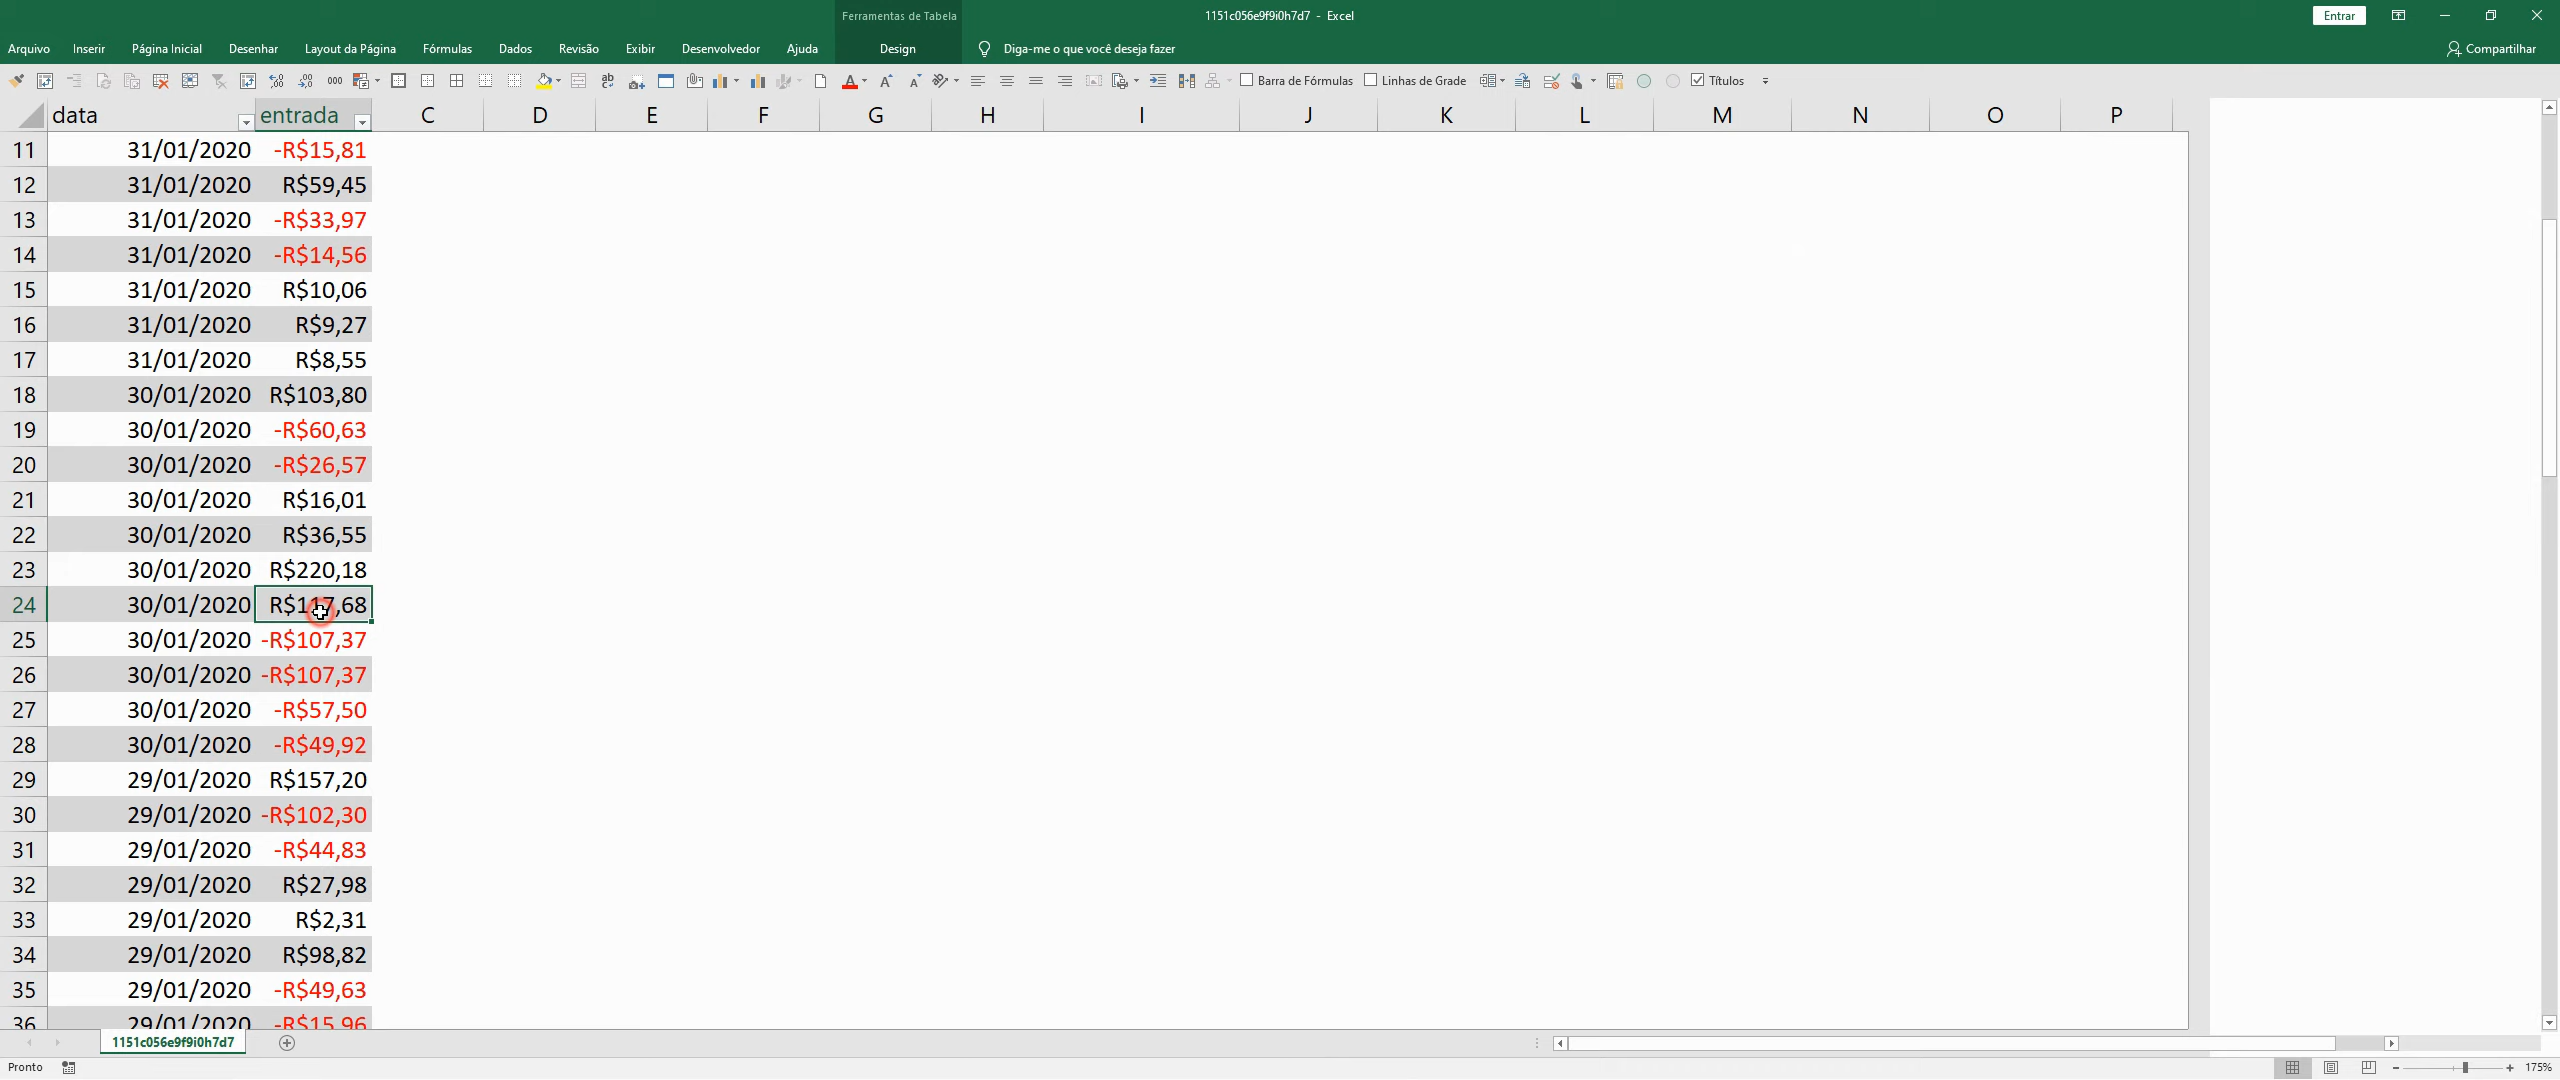 Ferramentas de Tabela
1151c056e9f9i0h7d7 - Excel
Entrar
Arquivo Inserir Página Inicial Desenhar Layout da Página Fórmulas Dados Revisão Exibir Desenvolvedor Ajuda Design Diga-me o que você deseja fazer Compartilhar
Barra de Fórmulas Linhas de Grade Títulos
data entrada C D E F G H I J K L M N O P
11 31/01/2020 -R$15,81
12 31/01/2020 R$59,45
13 31/01/2020 -R$33,97
14 31/01/2020 -R$14,56
15 31/01/2020 R$10,06
16 31/01/2020 R$9,27
17 31/01/2020 R$8,55
18 30/01/2020 R$103,80
19 30/01/2020 -R$60,63
20 30/01/2020 -R$26,57
21 30/01/2020 R$16,01
22 30/01/2020 R$36,55
23 30/01/2020 R$220,18
24 30/01/2020 R$117,68
25 30/01/2020 -R$107,37
26 30/01/2020 -R$107,37
27 30/01/2020 -R$57,50
28 30/01/2020 -R$49,92
29 29/01/2020 R$157,20
30 29/01/2020 -R$102,30
31 29/01/2020 -R$44,83
32 29/01/2020 R$27,98
33 29/01/2020 R$2,31
34 29/01/2020 R$98,82
35 29/01/2020 -R$49,63
36 29/01/2020 -R$15,96
1151c056e9f9i0h7d7
Pronto
175%